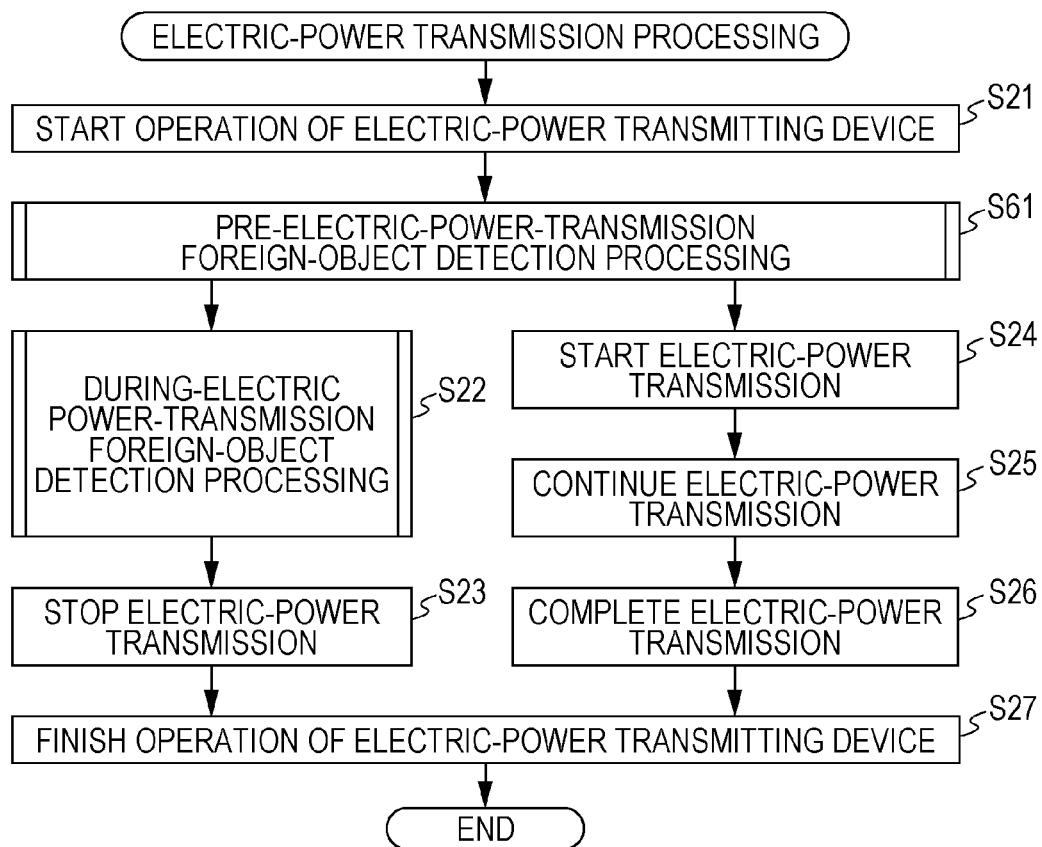 ELECTRIC-POWER TRANSMISSION PROCESSING
S21
START OPERATION OF ELECTRIC-POWER TRANSMITTING DEVICE
S61
PRE-ELECTRIC-POWER-TRANSMISSION
FOREIGN-OBJECT DETECTION PROCESSING
S22
DURING-ELECTRIC
POWER-TRANSMISSION
FOREIGN-OBJECT
DETECTION PROCESSING
S24
START ELECTRIC-POWER
TRANSMISSION
S25
CONTINUE ELECTRIC-POWER
TRANSMISSION
S23
STOP ELECTRIC-POWER
TRANSMISSION
S26
COMPLETE ELECTRIC-POWER
TRANSMISSION
S27
FINISH OPERATION OF ELECTRIC-POWER TRANSMITTING DEVICE
END